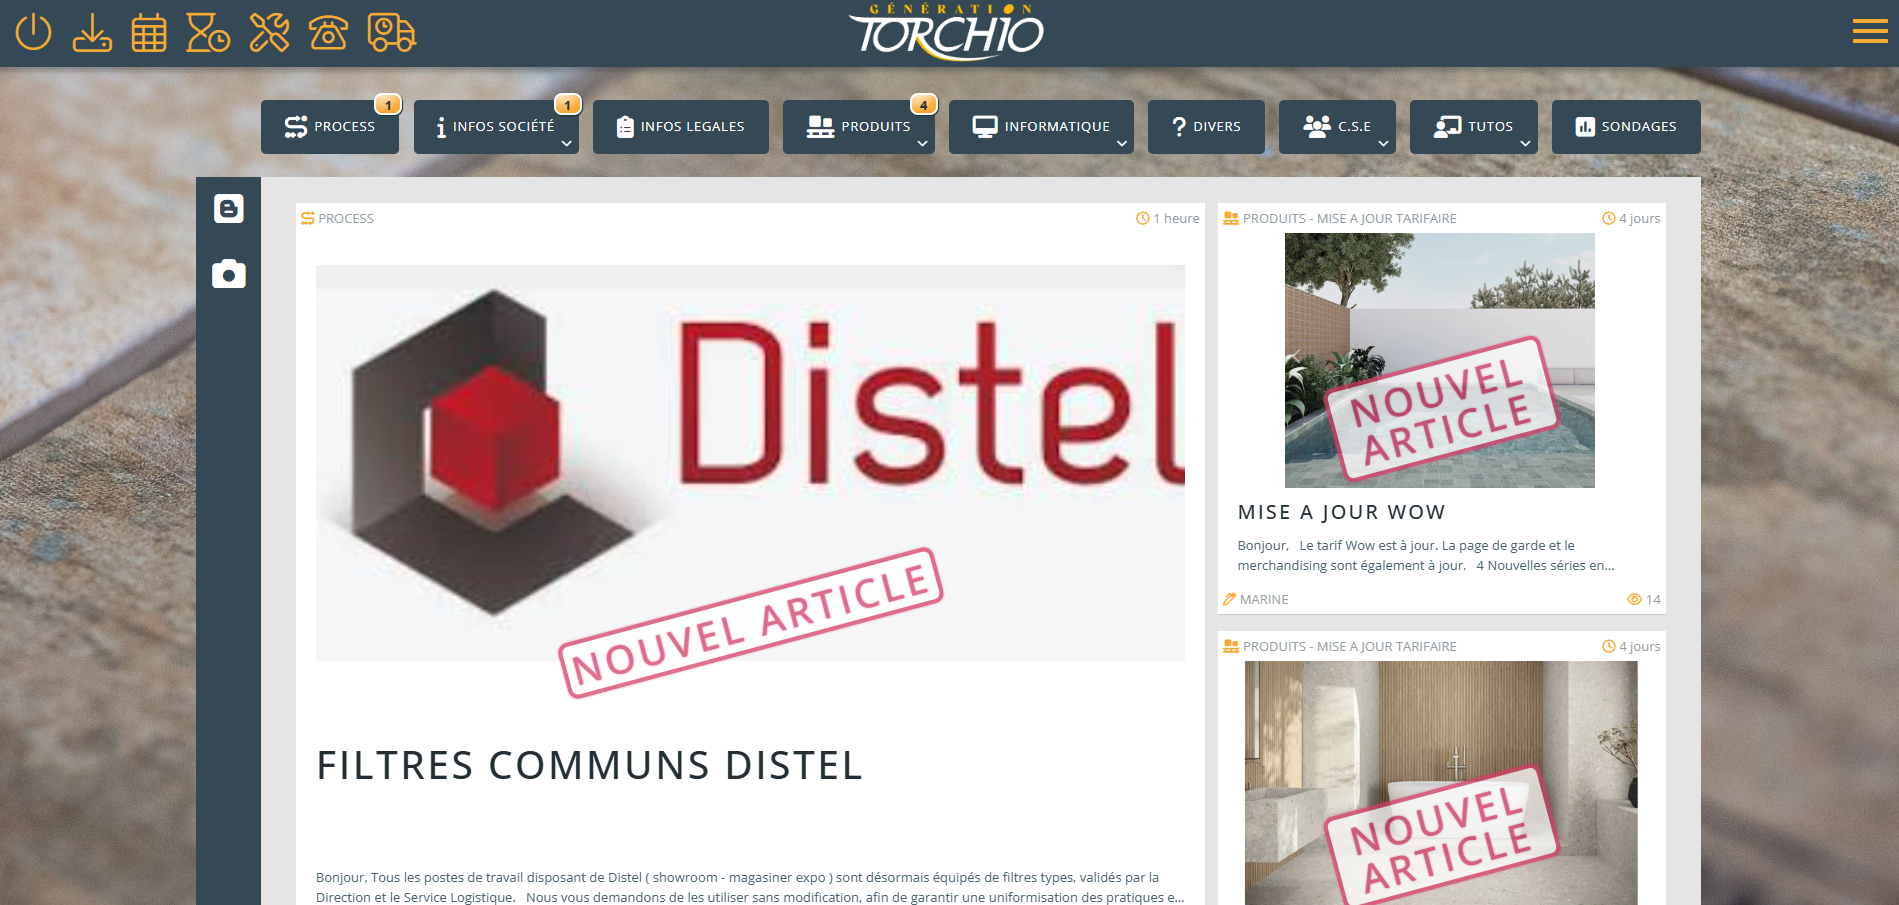 GÉNÉRATION
TORCHIO
PROCESS
1
INFOS SOCIÉTÉ
1
INFOS LEGALES
PRODUITS
4
INFORMATIQUE
DIVERS
C.S.E
TUTOS
SONDAGES
PROCESS
1 heure
Distel
NOUVEL ARTICLE
FILTRES COMMUNS DISTEL
Bonjour, Tous les postes de travail disposant de Distel ( showroom - magasiner expo ) sont désormais équipés de filtres types, validés par la
Direction et le Service Logistique. Nous vous demandons de les utiliser sans modification, afin de garantir une uniformisation des pratiques e...
PRODUITS - MISE A JOUR TARIFAIRE
4 jours
NOUVEL
ARTICLE
MISE A JOUR WOW
Bonjour, Le tarif Wow est à jour. La page de garde et le
merchandising sont également à jour. 4 Nouvelles séries en...
MARINE
14
PRODUITS - MISE A JOUR TARIFAIRE
4 jours
NOUVEL
ARTICLE